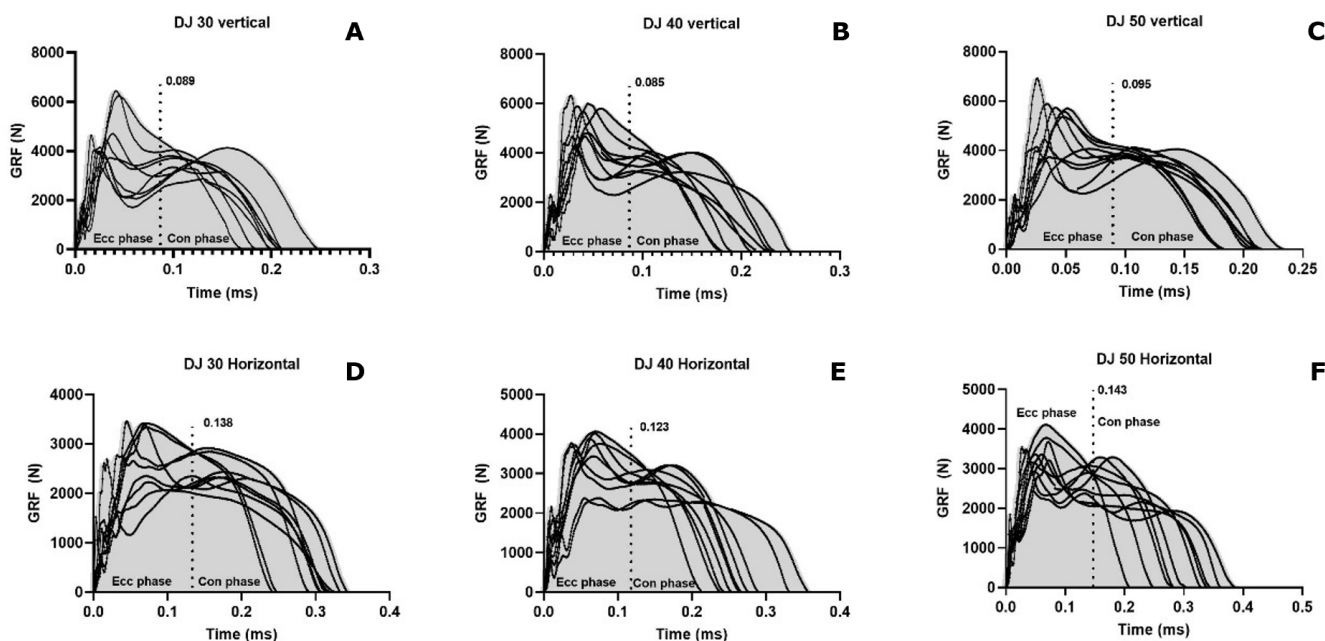 DJ 30 vertical
A
8000
6000
4000
2000
0
GRF (N)
0.089
Ecc phase
Con phase
0.0
0.1
0.2
0.3
Time (ms)
DJ 40 vertical
B
8000
6000
4000
2000
0
GRF (N)
0.085
Ecc phase
Con phase
0.0
0.1
0.2
0.3
Time (ms)
DJ 50 vertical
C
8000
6000
4000
2000
0
GRF (N)
0.095
Ecc phase
Con phase
0.00
0.05
0.10
0.15
0.20
0.25
Time (ms)
DJ 30 Horizontal
D
4000
3000
2000
1000
0
GRF (N)
0.138
Ecc phase
Con phase
0.0
0.1
0.2
0.3
0.4
Time (ms)
DJ 40 Horizontal
E
5000
4000
3000
2000
1000
0
GRF (N)
0.123
Ecc phase
Con phase
0.0
0.1
0.2
0.3
0.4
Time (ms)
DJ 50 Horizontal
F
5000
4000
3000
2000
1000
0
GRF (N)
0.143
Ecc phase
Con phase
0.0
0.1
0.2
0.3
0.4
0.5
Time (ms)